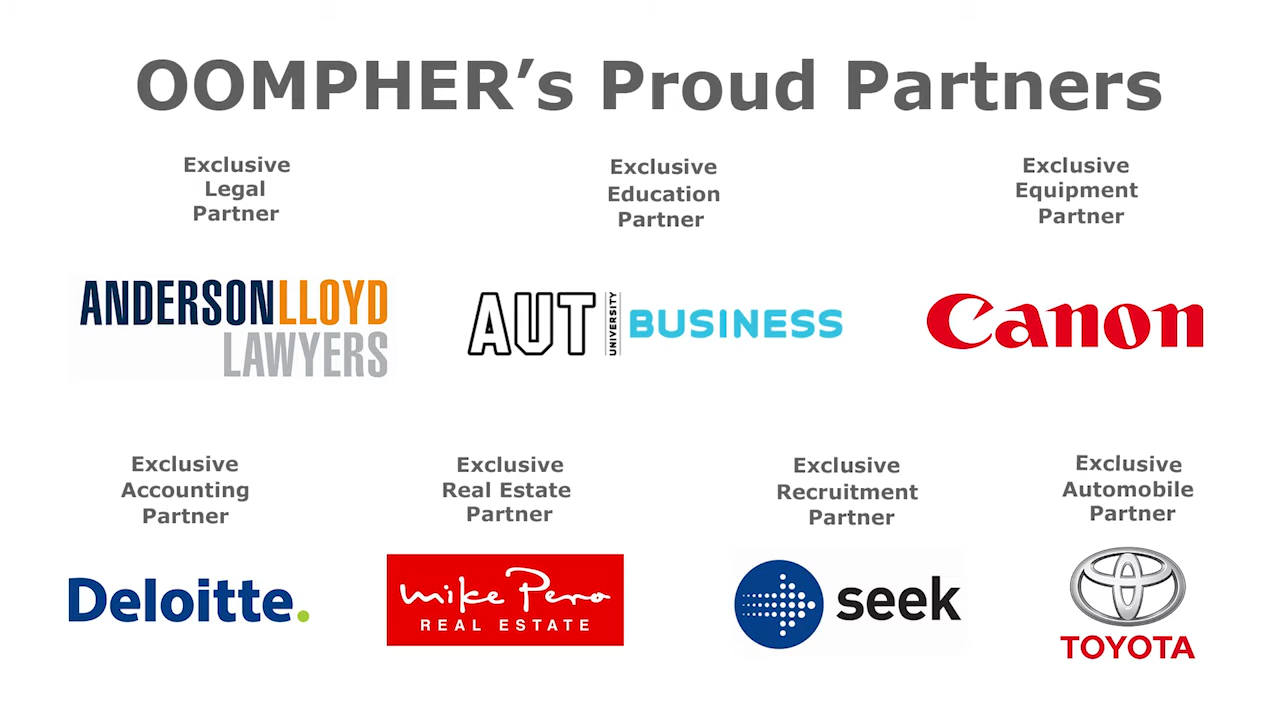 OOMPHER’s Proud Partners
Exclusive
Legal
Partner
Exclusive
Education
Partner
Exclusive
Equipment
Partner
ANDERSONLLOYD
LAWYERS
AUT UNIVERSITY BUSINESS
Canon
Exclusive
Accounting
Partner
Exclusive
Real Estate
Partner
Exclusive
Recruitment
Partner
Exclusive
Automobile
Partner
Deloitte.
Mike Pero
REAL ESTATE
seek
TOYOTA